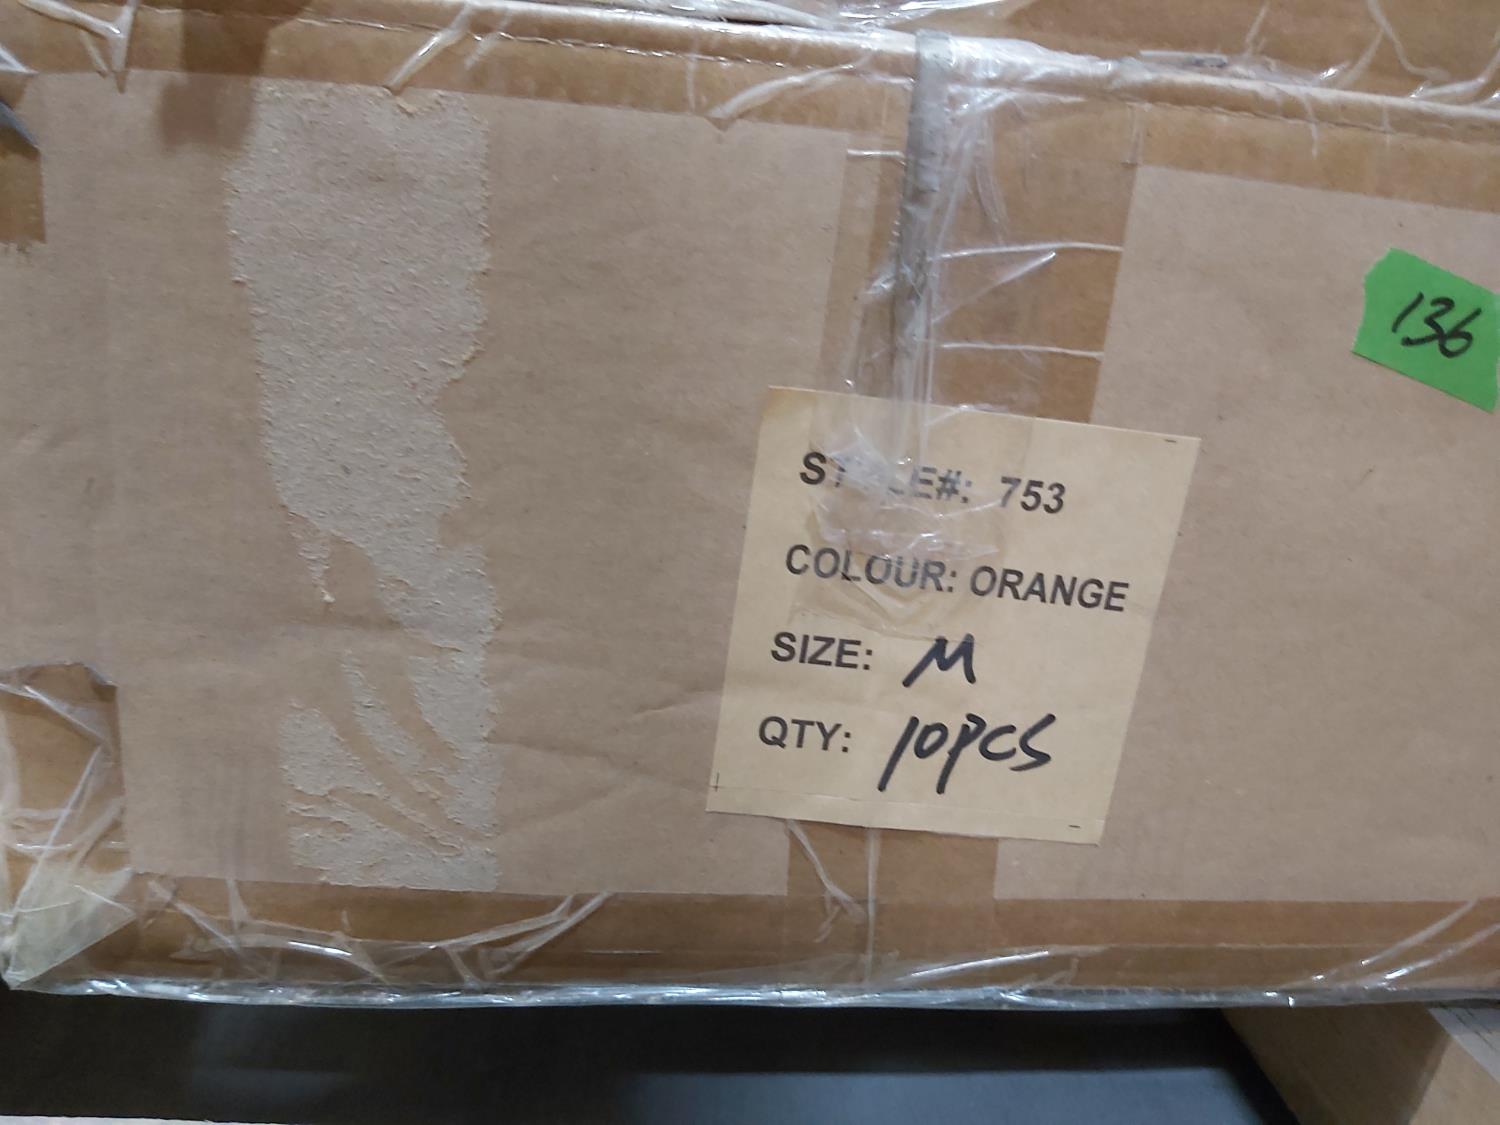 136
STYLE#: 753
COLOUR: ORANGE
SIZE: M
QTY: 10PCS